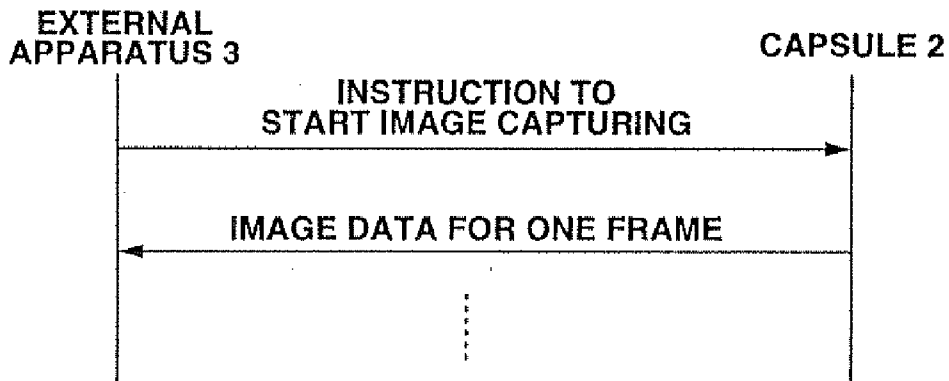 EXTERNAL
APPARATUS 3
CAPSULE 2
INSTRUCTION TO
START IMAGE CAPTURING
IMAGE DATA FOR ONE FRAME